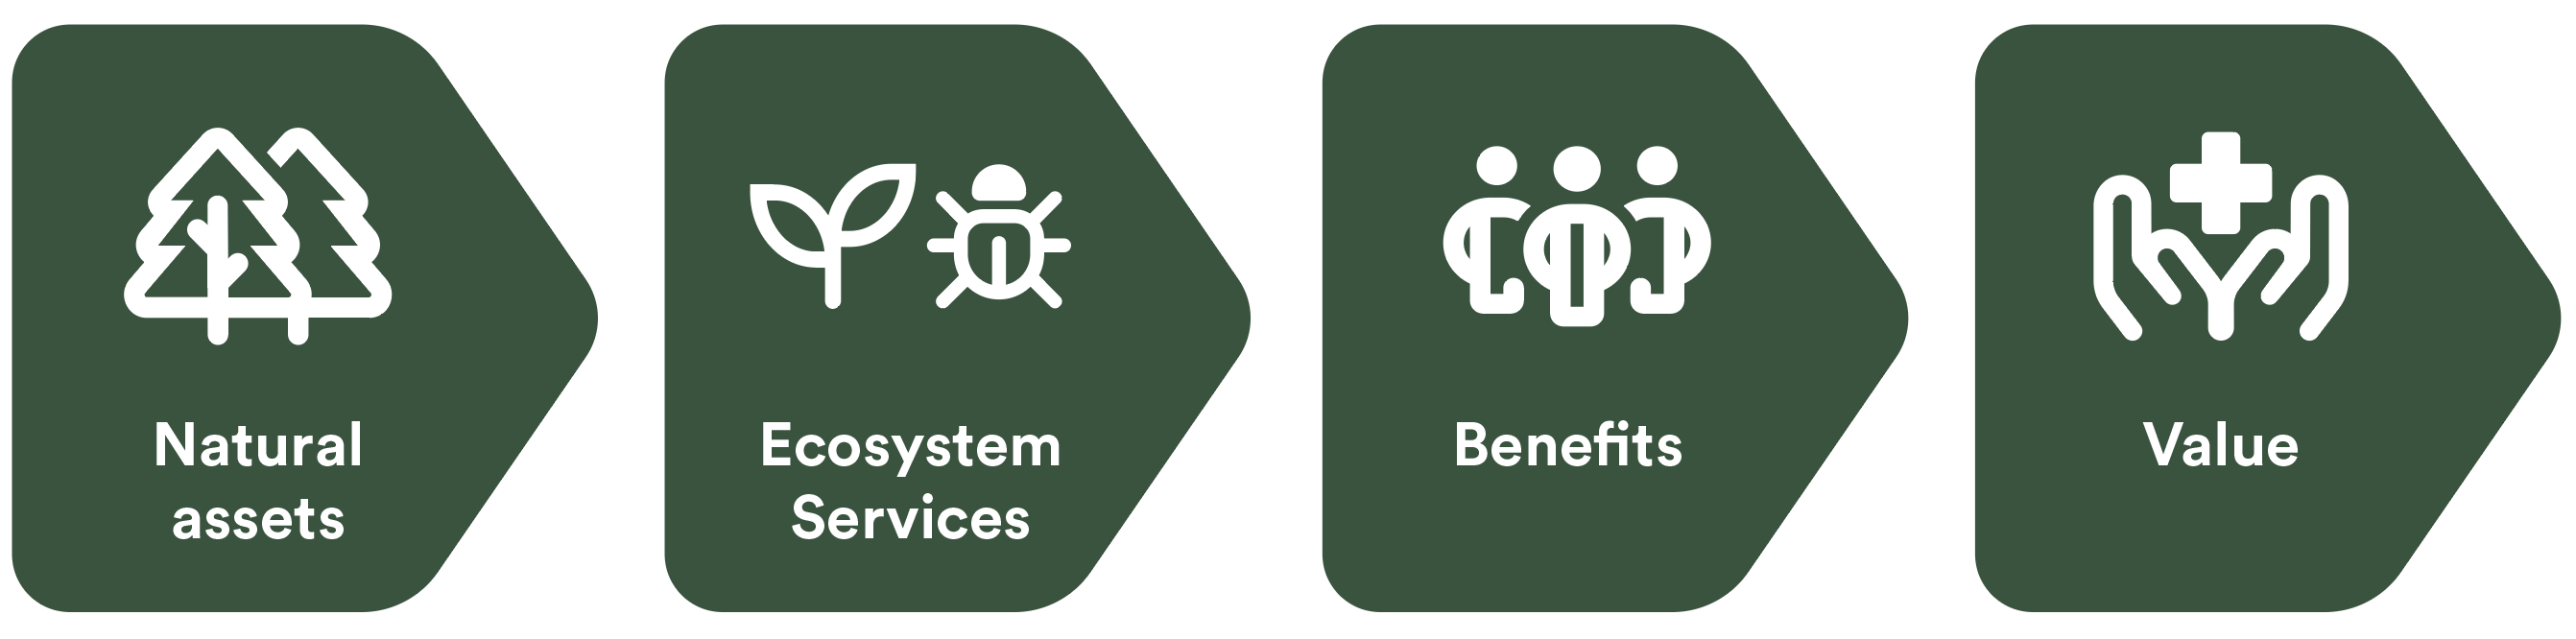 Natural
assets
Ecosystem
Services
Benefits
Value